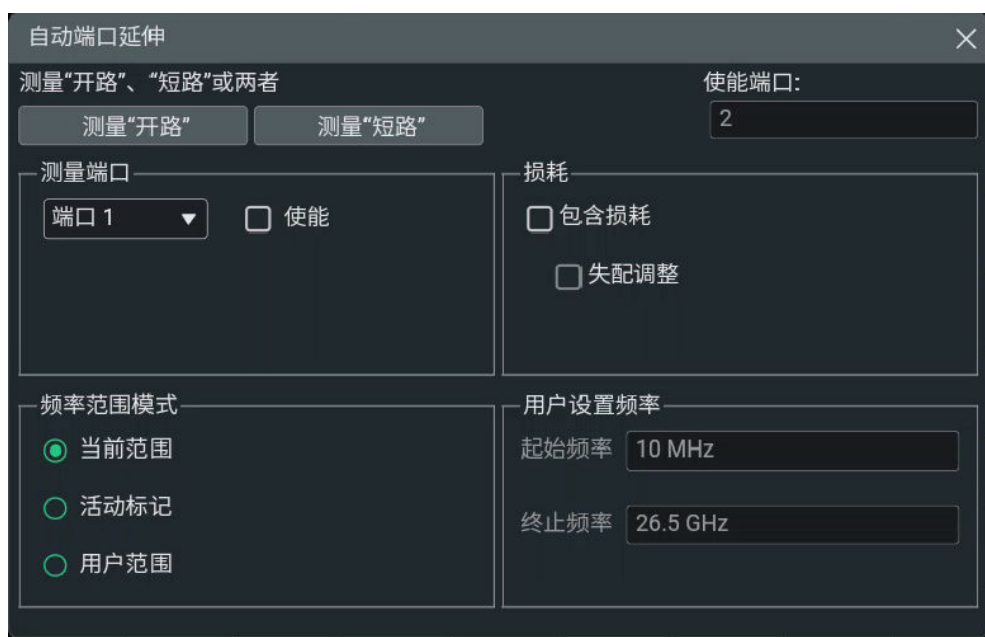 自动端口延伸
测量“开路”、“短路”或两者
使能端口:
测量“开路”
测量“短路”
2
测量端口
端口 1
使能
损耗
包含损耗
失配调整
频率范围模式
当前范围
活动标记
用户范围
用户设置频率
起始频率 10 MHz
终止频率 26.5 GHz